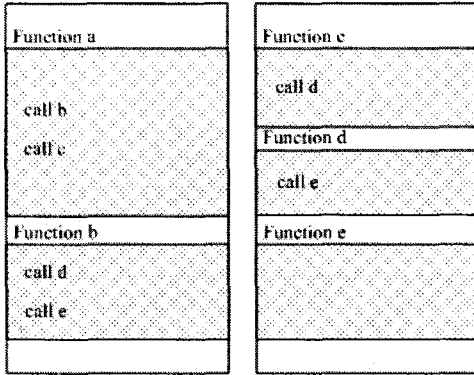 Function a
call b
call c
Function b
call d
call e
Function c
call d
Function d
call e
Function e